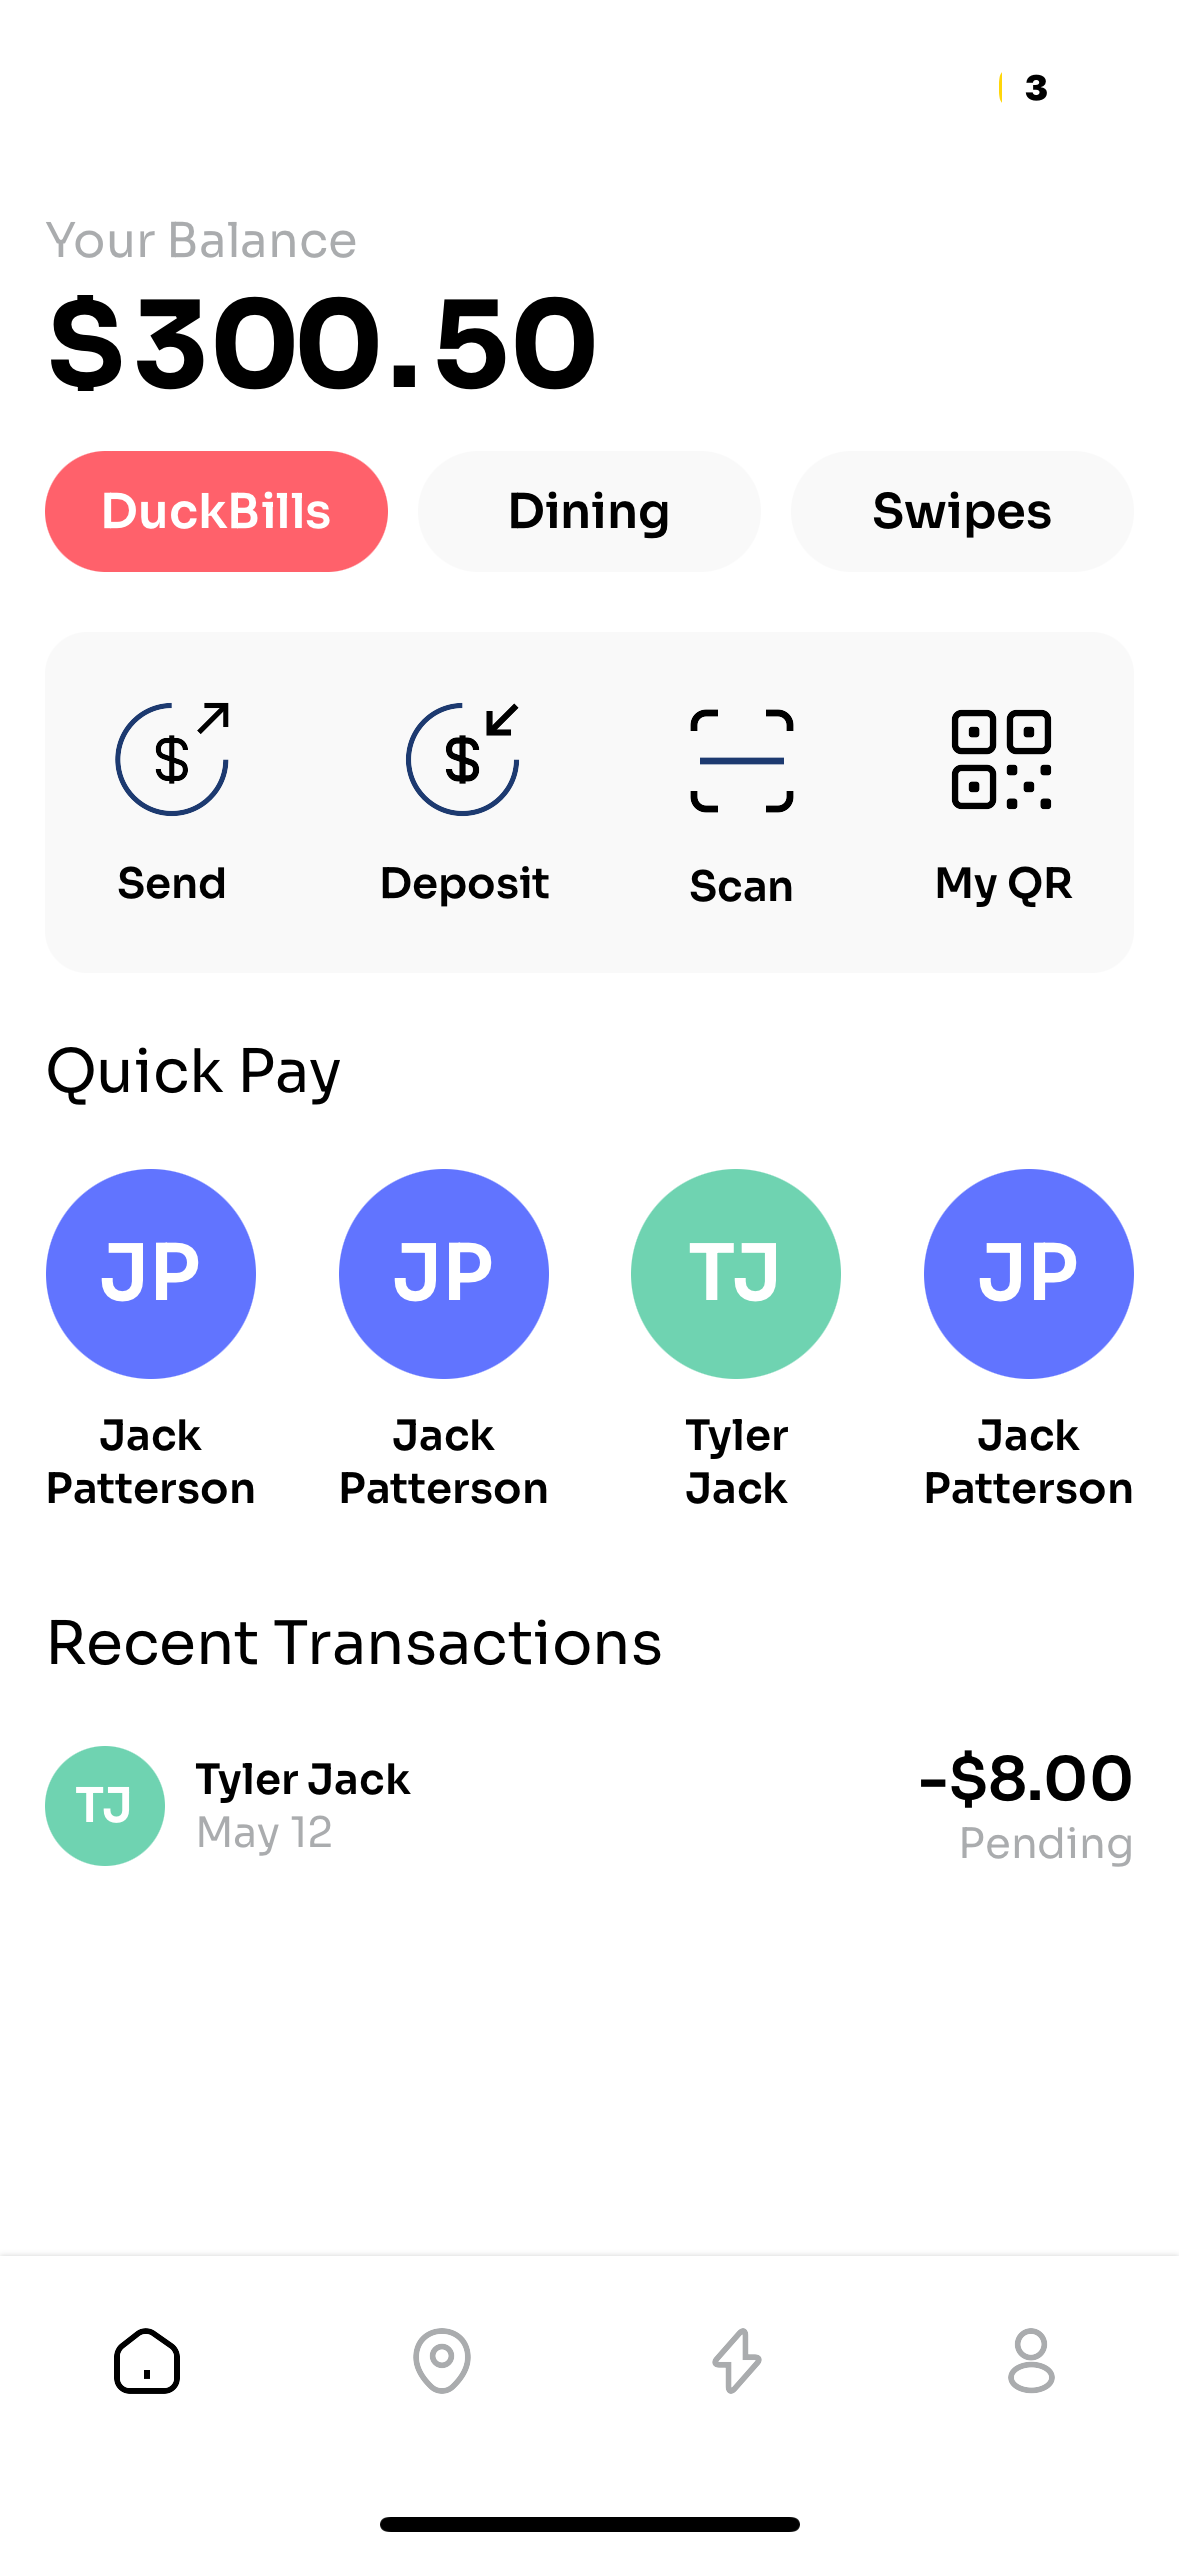 3
Your Balance
$300.50
DuckBills Dining Swipes
Send Deposit Scan My QR
Quick Pay
JP JP TJ JP
Jack Jack Tyler Jack
Patterson Patterson Jack Patterson
Recent Transactions
TJ Tyler Jack -$8.00
May 12 Pending